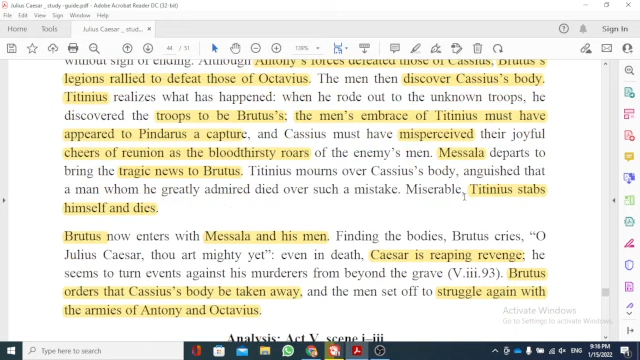 Julius Caesar_ study -guide.pdf - Adobe Acrobat Reader DC (32-bit)
File Edit View Sign Window Help
Home Tools Julius Caesar_ study -g... ×
44 / 51 139%
without sign of ending. Although Antony's forces defeated those of Cassius, Brutus's
legions rallied to defeat those of Octavius. The men then discover Cassius's body.
Titinius realizes what has happened: when he rode out to the unknown troops, he
discovered the troops to be Brutus's; the men's embrace of Titinius must have
appeared to Pindarus a capture, and Cassius must have misperceived their joyful
cheers of reunion as the bloodthirsty roars of the enemy's men. Messala departs to
bring the tragic news to Brutus. Titinius mourns over Cassius's body, anguished that
a man whom he greatly admired died over such a mistake. Miserable, Titinius stabs
himself and dies.
Brutus now enters with Messala and his men. Finding the bodies, Brutus cries, “O
Julius Caesar, thou art mighty yet”: even in death, Caesar is reaping revenge; he
seems to turn events against his murderers from beyond the grave (V.iii.93). Brutus
orders that Cassius's body be taken away, and the men set off to struggle again with
the armies of Antony and Octavius.
Activate Windows
Go to Settings to activate Windows.
Analysis: Act V, scene i–iii
9:16 PM
1/15/2022